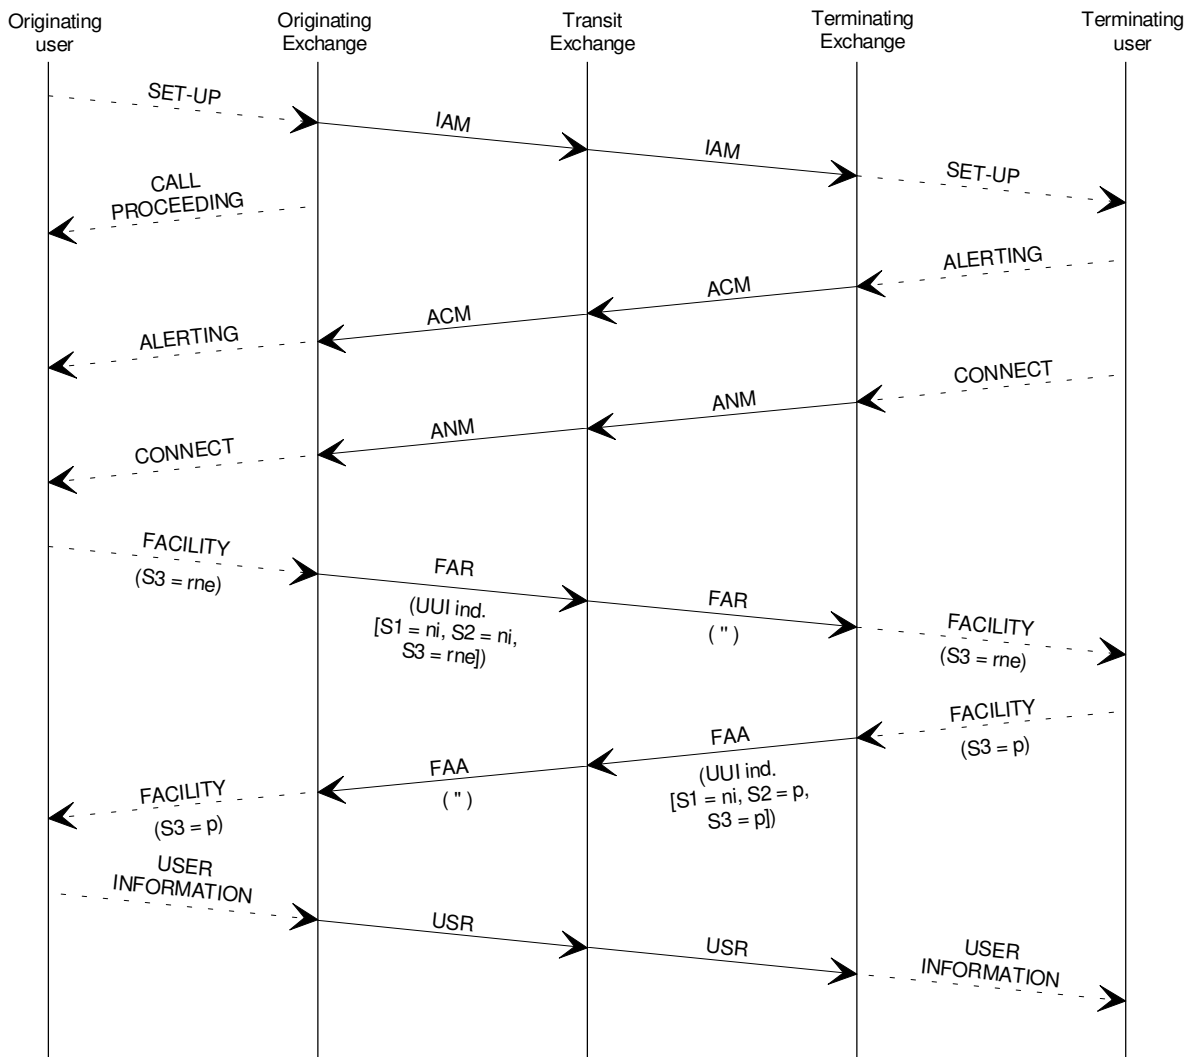 Originating
user
Originating
Exchange
Transit
Exchange
Terminating
Exchange
Terminating
user
SET-UP
IAM
IAM
SET-UP
CALL
PROCEEDING
ALERTING
ACM
ACM
ALERTING
CONNECT
ANM
ANM
CONNECT
FACILITY
(S3 = rne)
FAR
(UUI ind.
[S1 = ni, S2 = ni,
S3 = rne])
FAR
( " )
FACILITY
(S3 = rne)
FACILITY
(S3 = p)
FAA
(UUI ind.
[S1 = ni, S2 = p,
S3 = p])
FAA
( " )
FACILITY
(S3 = p)
USER
INFORMATION
USR
USR
USER
INFORMATION